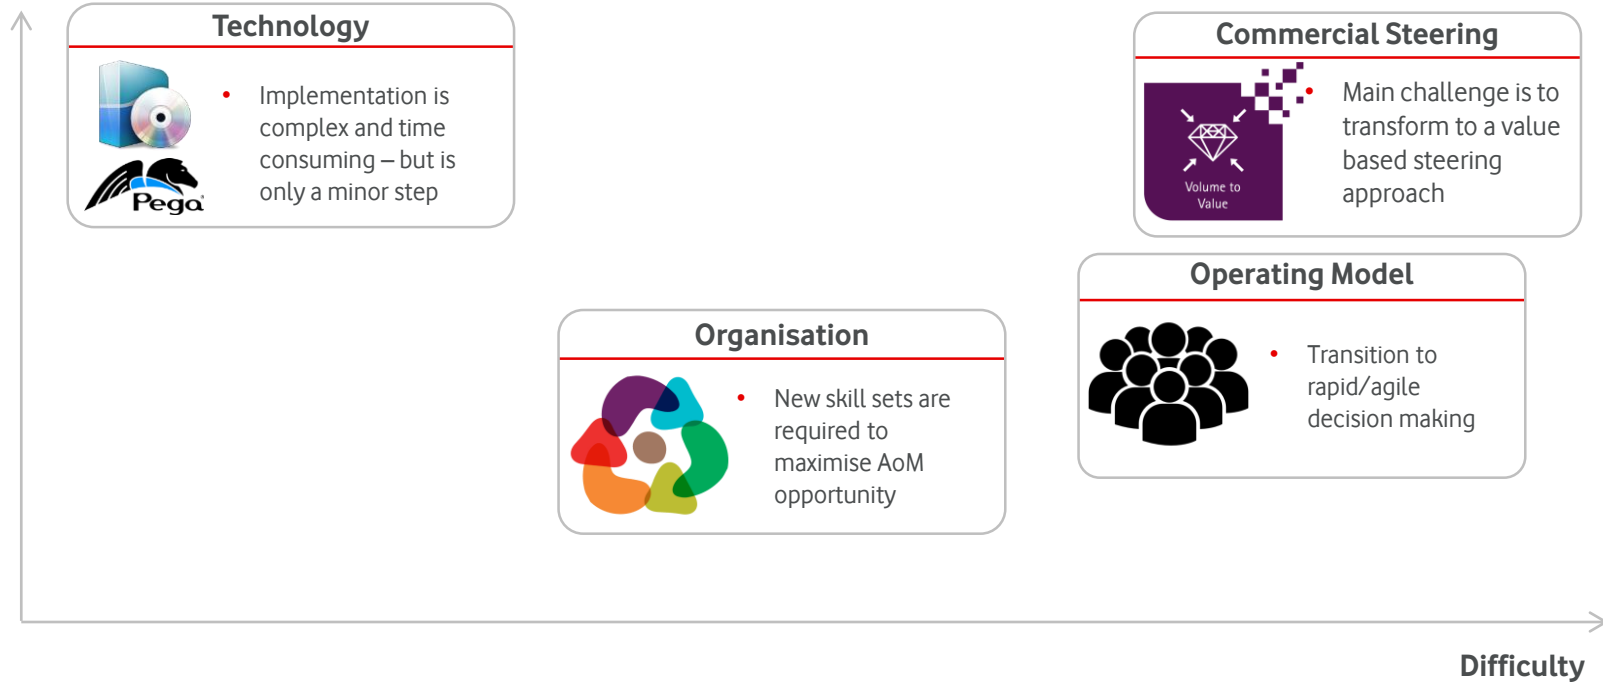 Technology
Implementation is
complex and time
consuming – but is
only a minor step
Pega
Commercial Steering
Main challenge is to
transform to a value
based steering
approach
Volume to
Value
Operating Model
Transition to
rapid/agile
decision making
Organisation
New skill sets are
required to
maximise AoM
opportunity
Difficulty